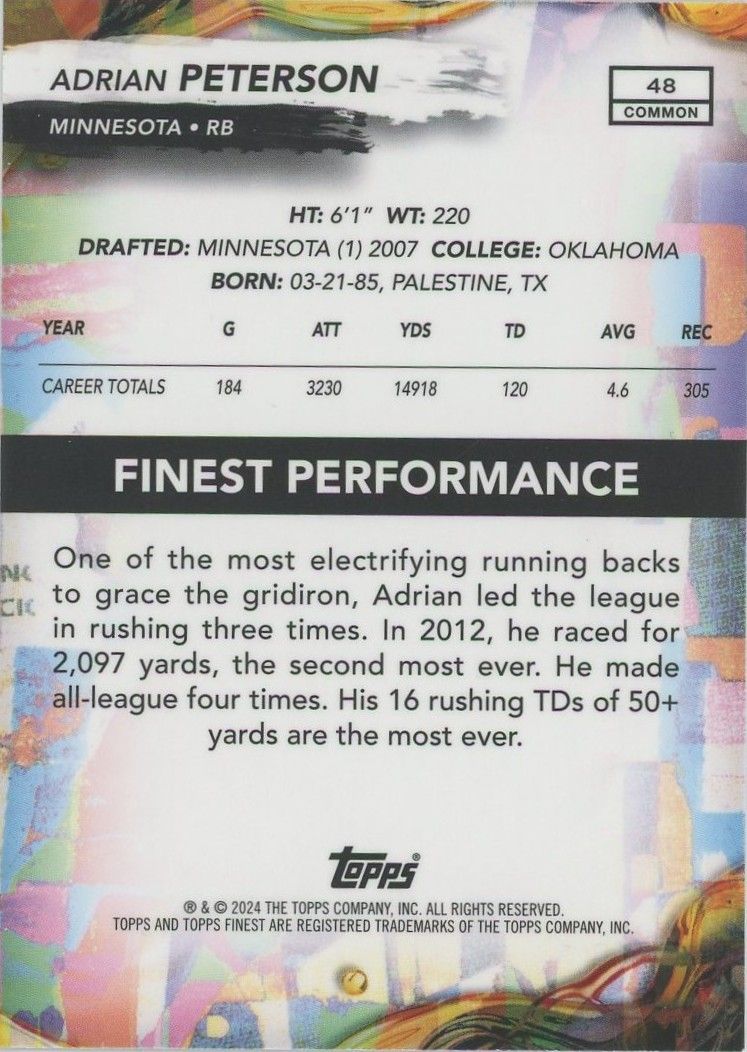 ADRIAN PETERSON
48
COMMON
MINNESOTA • RB
HT: 6'1" WT: 220
DRAFTED: MINNESOTA (1) 2007 COLLEGE: OKLAHOMA
BORN: 03-21-85, PALESTINE, TX
YEAR G ATT YDS TD AVG REC
CAREER TOTALS 184 3230 14918 120 4.6 305
FINEST PERFORMANCE
One of the most electrifying running backs
to grace the gridiron, Adrian led the league
in rushing three times. In 2012, he raced for
2,097 yards, the second most ever. He made
all-league four times. His 16 rushing TDs of 50+
yards are the most ever.
topps®
® & © 2024 THE TOPPS COMPANY, INC. ALL RIGHTS RESERVED.
TOPPS AND TOPPS FINEST ARE REGISTERED TRADEMARKS OF THE TOPPS COMPANY, INC.